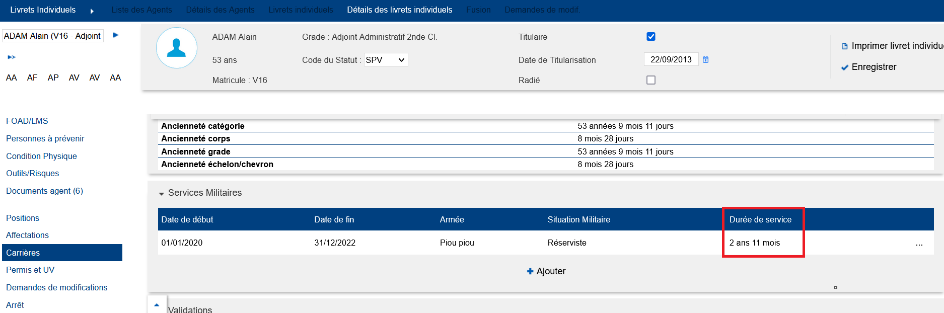 Livrets Individuels Liste des Agents Détails des Agents Livrets individuels Détails des livrets individuels Fusion Demandes de modif
ADAM Alain (V16 Adjoint
AA AF AP AV AV AA
ADAM Alain Grade : Adjoint Administratif 2nde Cl. Titulaire
53 ans Code du Statut : SPV Date de Titularisation 22/09/2013
Matricule : V16 Radié
Imprimer livret individu
Enregistrer
FOAD/LMS
Personnes à prévenir
Condition Physique
Outils/Risques
Documents agent (6)
Positions
Affectations
Carrières
Permis et UV
Demandes de modifications
Arrêt
Ancienneté catégorie 53 années 9 mois 11 jours
Ancienneté corps 8 mois 28 jours
Ancienneté grade 53 années 9 mois 11 jours
Ancienneté échelon/chevron 8 mois 28 jours
Services Militaires
Date de début Date de fin Armée Situation Militaire Durée de service
01/01/2020 31/12/2022 Piou piou Réserviste 2 ans 11 mois ...
+ Ajouter
Validations